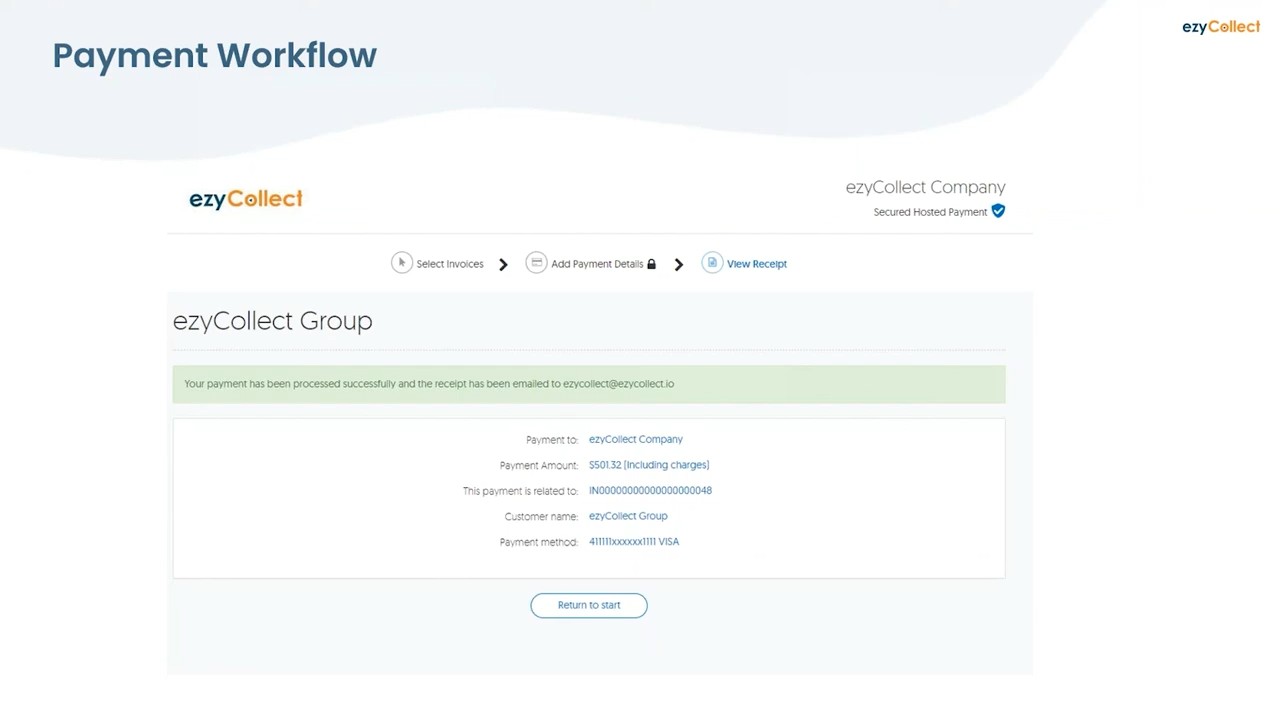 Payment Workflow
ezyCollect
ezyCollect
ezyCollect Company
Secured Hosted Payment
Select Invoices
Add Payment Details
View Receipt
ezyCollect Group
Your payment has been processed successfully and the receipt has been emailed to ezycollect@ezycollect.io
Payment to: ezyCollect Company
Payment Amount: $501.32 (Including charges)
This payment is related to: IN00000000000000000048
Customer name: ezyCollect Group
Payment method: 411111xxxxxx1111 VISA
Return to start